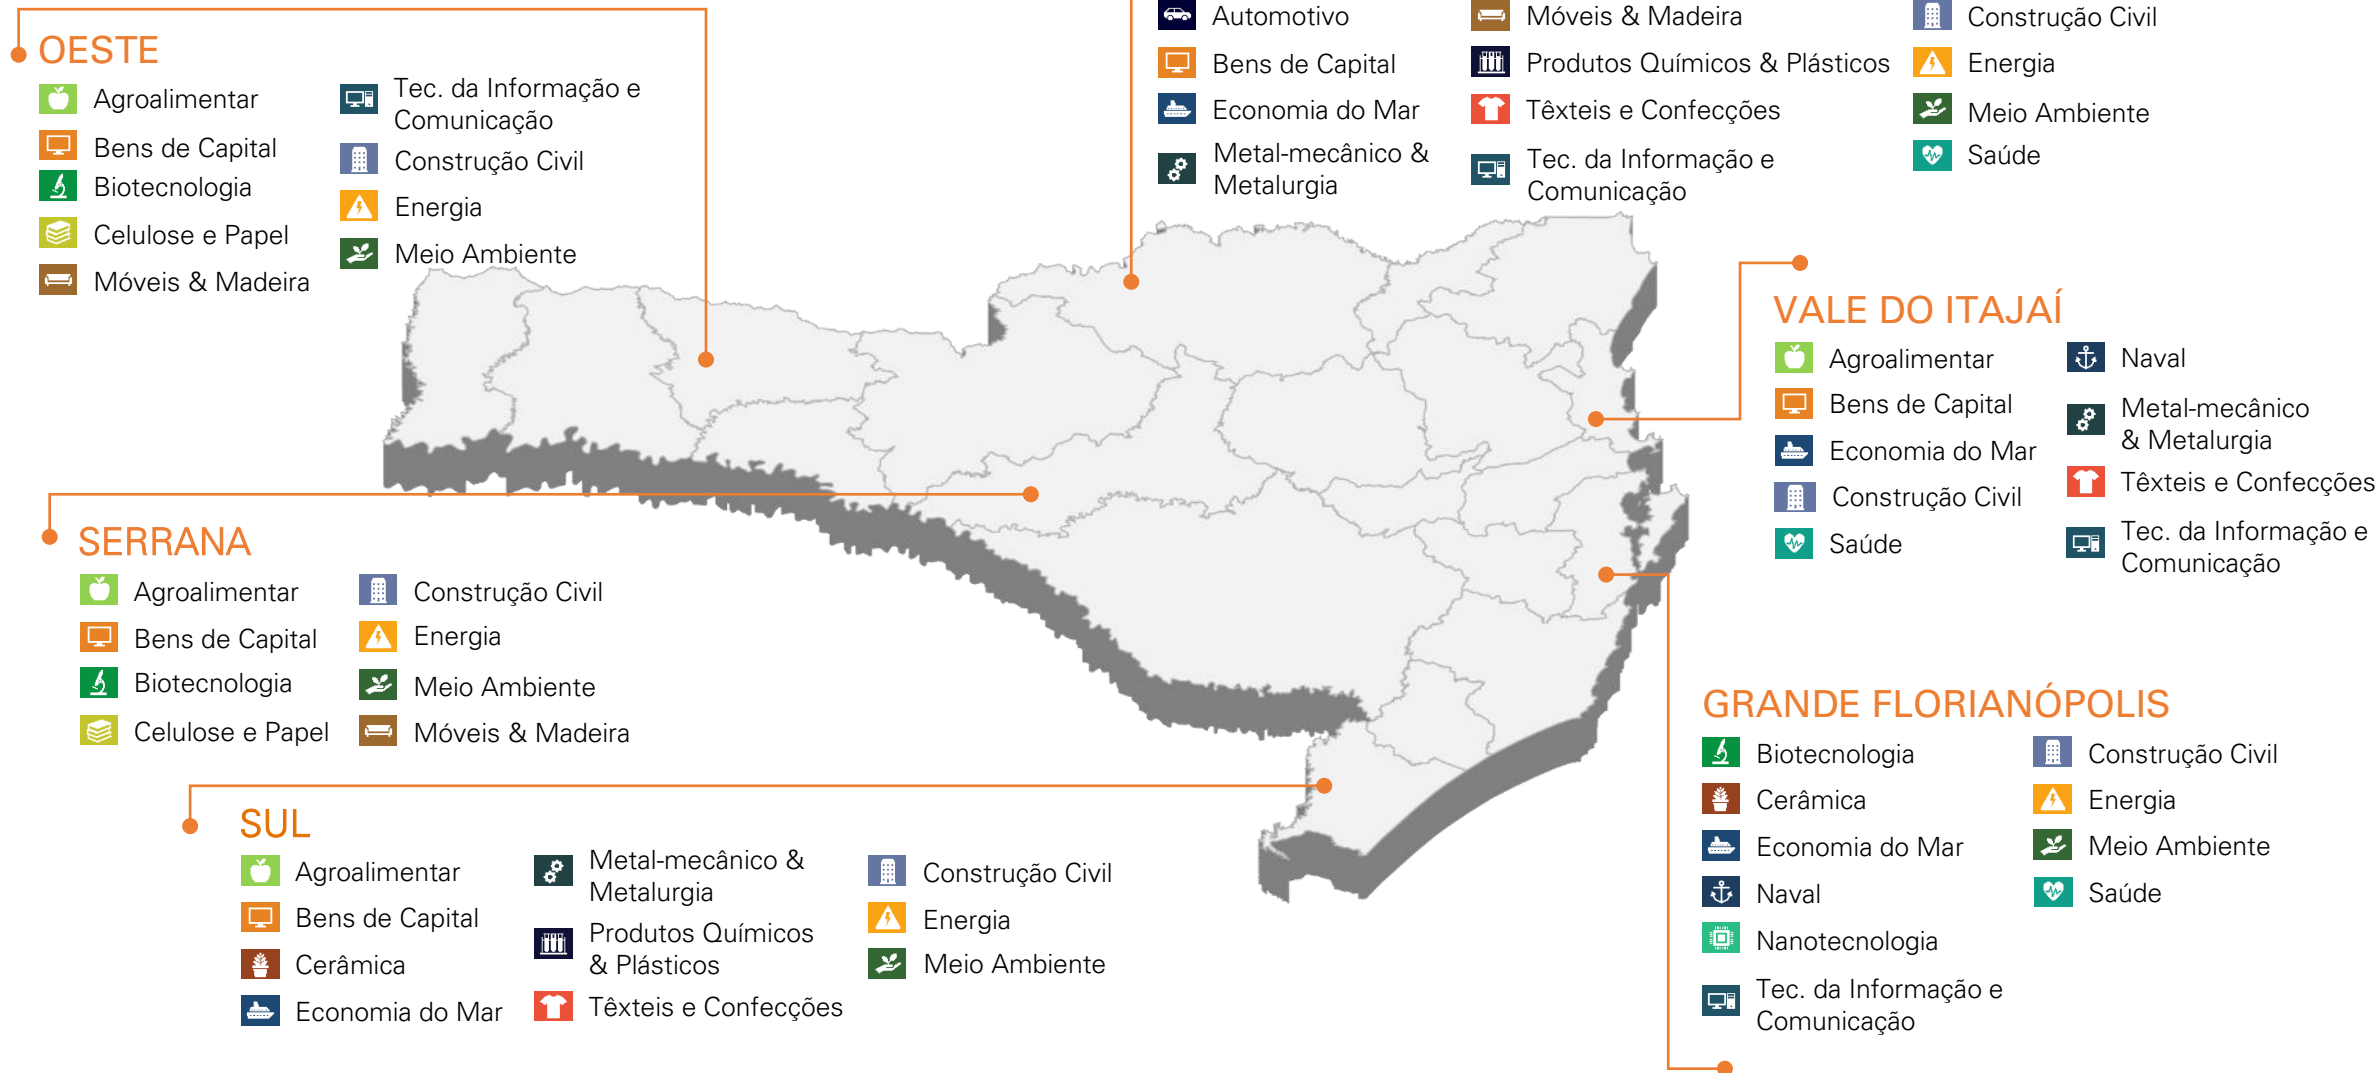 OESTE
Agroalimentar
Bens de Capital
Biotecnologia
Celulose e Papel
Móveis & Madeira
Tec. da Informação e
Comunicação
Construção Civil
Energia
Meio Ambiente
Automotivo
Bens de Capital
Economia do Mar
Metal-mecânico &
Metalurgia
Móveis & Madeira
Produtos Químicos & Plásticos
Têxteis e Confecções
Tec. da Informação e
Comunicação
Construção Civil
Energia
Meio Ambiente
Saúde
VALE DO ITAJAÍ
Agroalimentar
Bens de Capital
Economia do Mar
Construção Civil
Saúde
Naval
Metal-mecânico
& Metalurgia
Têxteis e Confecções
Tec. da Informação e
Comunicação
SERRANA
Agroalimentar
Bens de Capital
Biotecnologia
Celulose e Papel
Construção Civil
Energia
Meio Ambiente
Móveis & Madeira
GRANDE FLORIANÓPOLIS
Biotecnologia
Cerâmica
Economia do Mar
Naval
Nanotecnologia
Tec. da Informação e
Comunicação
Construção Civil
Energia
Meio Ambiente
Saúde
SUL
Agroalimentar
Bens de Capital
Cerâmica
Economia do Mar
Metal-mecânico &
Metalurgia
Produtos Químicos
& Plásticos
Têxteis e Confecções
Construção Civil
Energia
Meio Ambiente